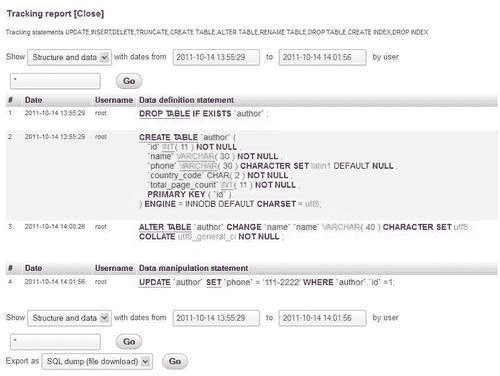 Tracking report [Close]
Tracking statements UPDATE,INSERT,DELETE,TRUNCATE,CREATE TABLE,ALTER TABLE,RENAME TABLE,DROP TABLE,CREATE INDEX,DROP INDEX
Show Structure and data with dates from 2011-10-14 13:55:29 to 2011-10-14 14:01:56 by user
* Go
# Date Username Data definition statement
1 2011-10-14 13:55:29 root DROP TABLE IF EXISTS `author` ;
2 2011-10-14 13:55:29 root CREATE TABLE `author` (
`id` INT( 11 ) NOT NULL ,
`name` VARCHAR( 30 ) NOT NULL ,
`phone` VARCHAR( 30 ) CHARACTER SET latin1 DEFAULT NULL ,
`country_code` CHAR( 2 ) NOT NULL ,
`total_page_count` INT( 11 ) NOT NULL ,
PRIMARY KEY ( `id` )
) ENGINE = INNODB DEFAULT CHARSET = utf8;
3 2011-10-14 14:00:26 root ALTER TABLE `author` CHANGE `name` `name` VARCHAR( 40 ) CHARACTER SET utf8
COLLATE utf8_general_ci NOT NULL ;
# Date Username Data manipulation statement
4 2011-10-14 14:01:56 root UPDATE `author` SET `phone` = '111-2222' WHERE `author`.`id` =1;
Show Structure and data with dates from 2011-10-14 13:55:29 to 2011-10-14 14:01:56 by user
* Go
Export as SQL dump (file download) Go